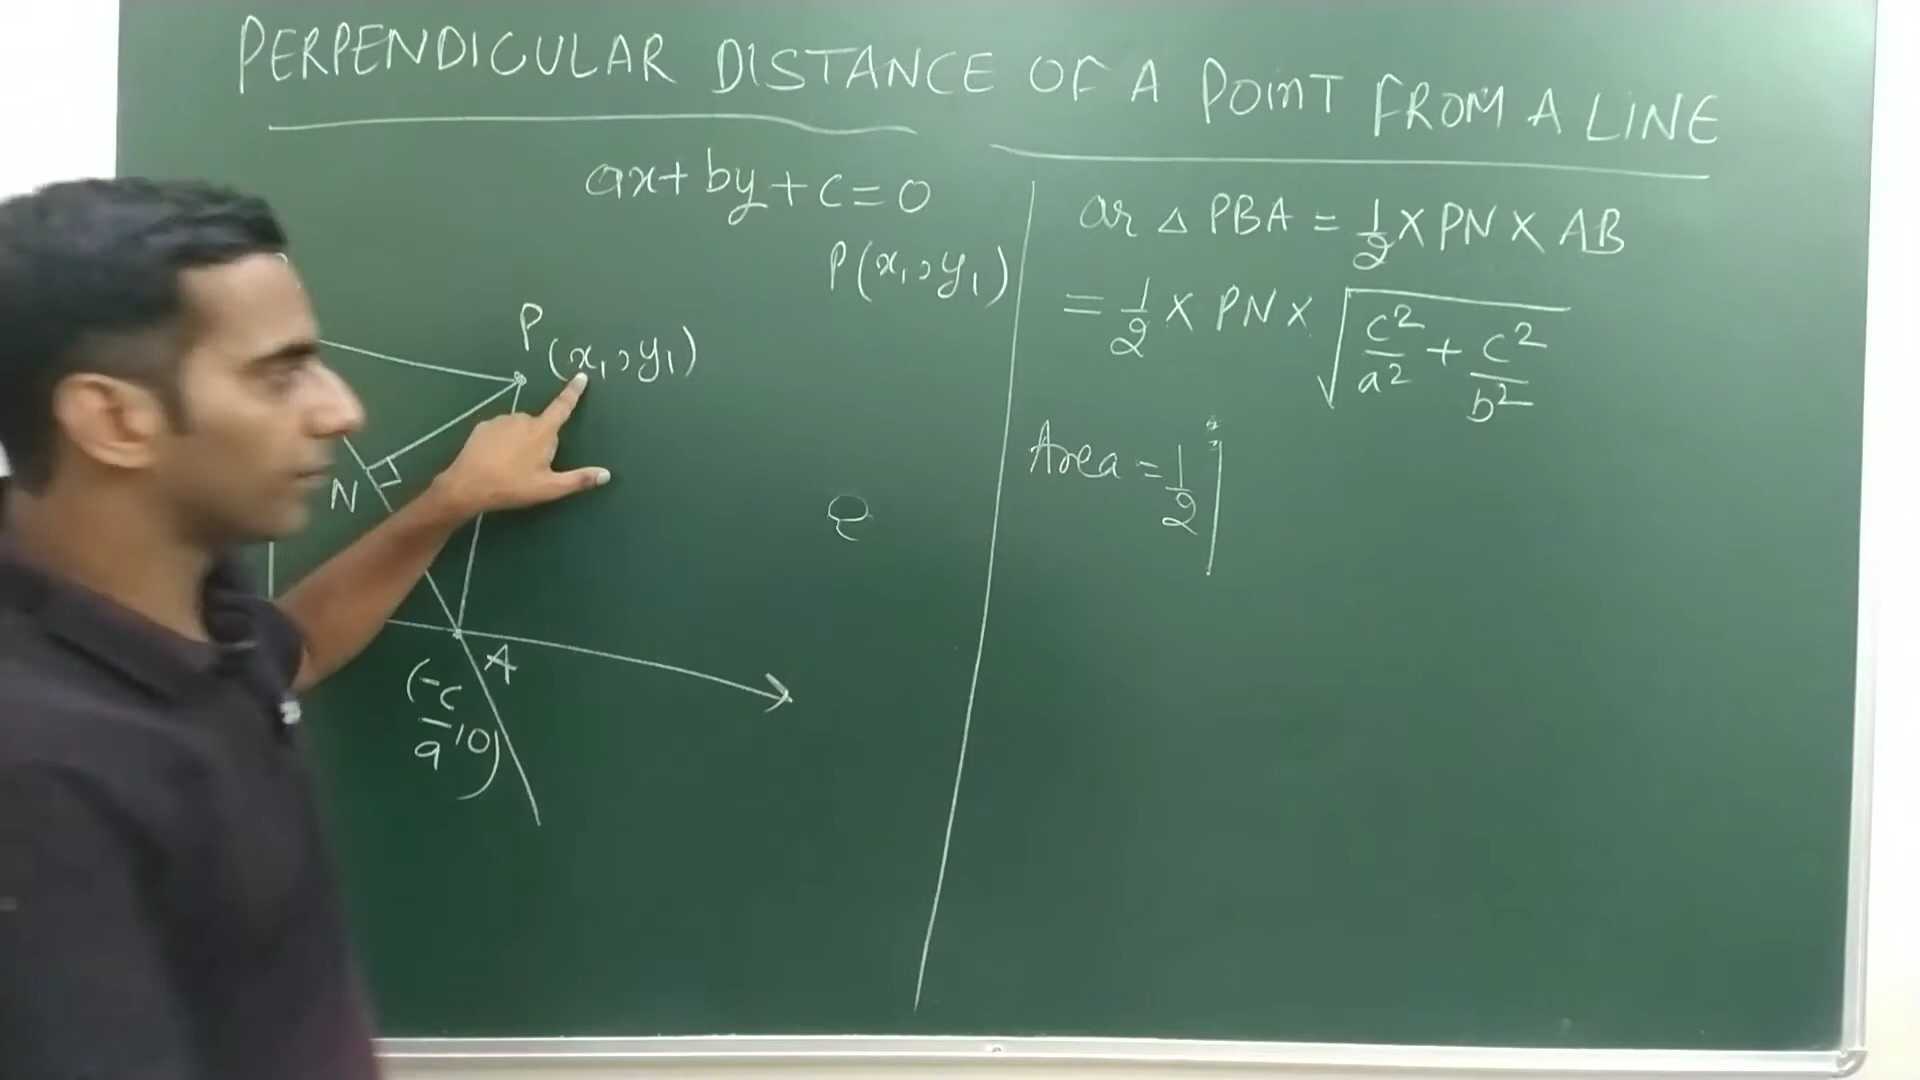 PERPENDICULAR DISTANCE OF A POINT FROM A LINE
ax + by + c = 0
P(x₁, y₁)
P(x₁, y₁)
N
A
(-c/a, 0)
ar △ PBA = 1/2 × PN × AB
= 1/2 × PN × √(c²/a² + c²/b²)
Area = 1/2 |